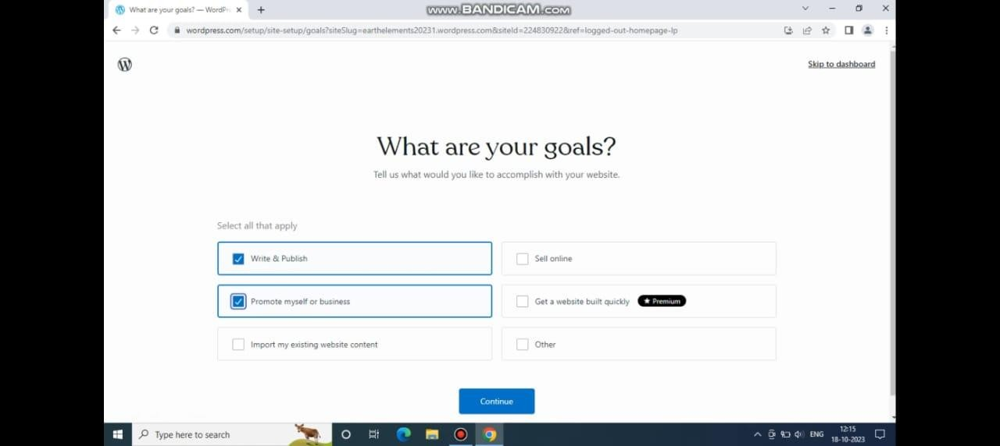 What are your goals? — WordPr
www.BANDICAM.com
wordpress.com/setup/site-setup/goals?siteSlug=earthelements20231.wordpress.com&siteId=224830922&ref=logged-out-homepage-lp
Skip to dashboard
What are your goals?
Tell us what would you like to accomplish with your website.
Select all that apply
Write & Publish
Sell online
Promote myself or business
Get a website built quickly
★ Premium
Import my existing website content
Other
Continue
Type here to search
ENG
12:15
18-10-2023